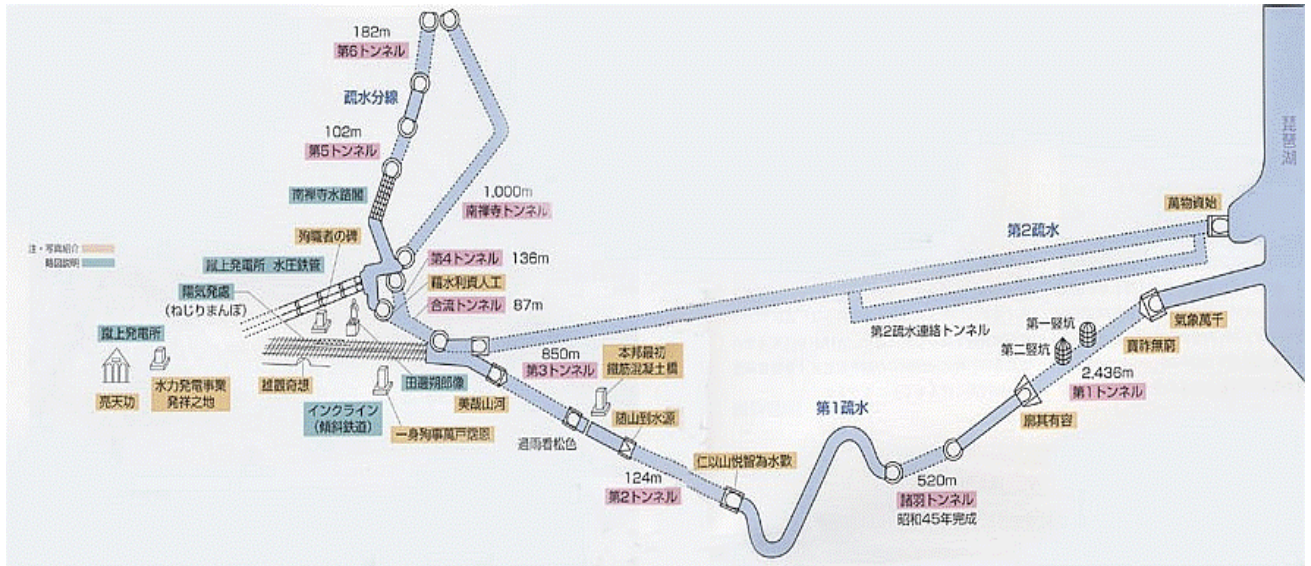 182m
第6トンネル
疏水分線
102m
第5トンネル
南禅寺水路閣
1,000m
南禅寺トンネル
殉職者の碑
注・写真紹介
略図説明
蹴上発電所 水圧鉄管
陽気発處
(ねじりまんぽ)
第4トンネル 136m
藉水利資人工
合流トンネル 87m
蹴上発電所
亮天功
水力発電事業
発祥之地
雄觀奇想
インクライン
(傾斜鉄道)
田邊朔郎像
一身殉事萬戸霑恩
美哉山河
850m
第3トンネル
本邦最初
鐵筋混凝土橋
随山到水源
過雨看松色
124m
第2トンネル
仁以山悦智為水歓
第1疏水
520m
諸羽トンネル
昭和45年完成
第2疏水
第2疏水連絡トンネル
萬物資始
琵琶湖
氣象萬千
寶祚無窮
第一竪坑
第二竪坑
2,436m
第1トンネル
廓其有容